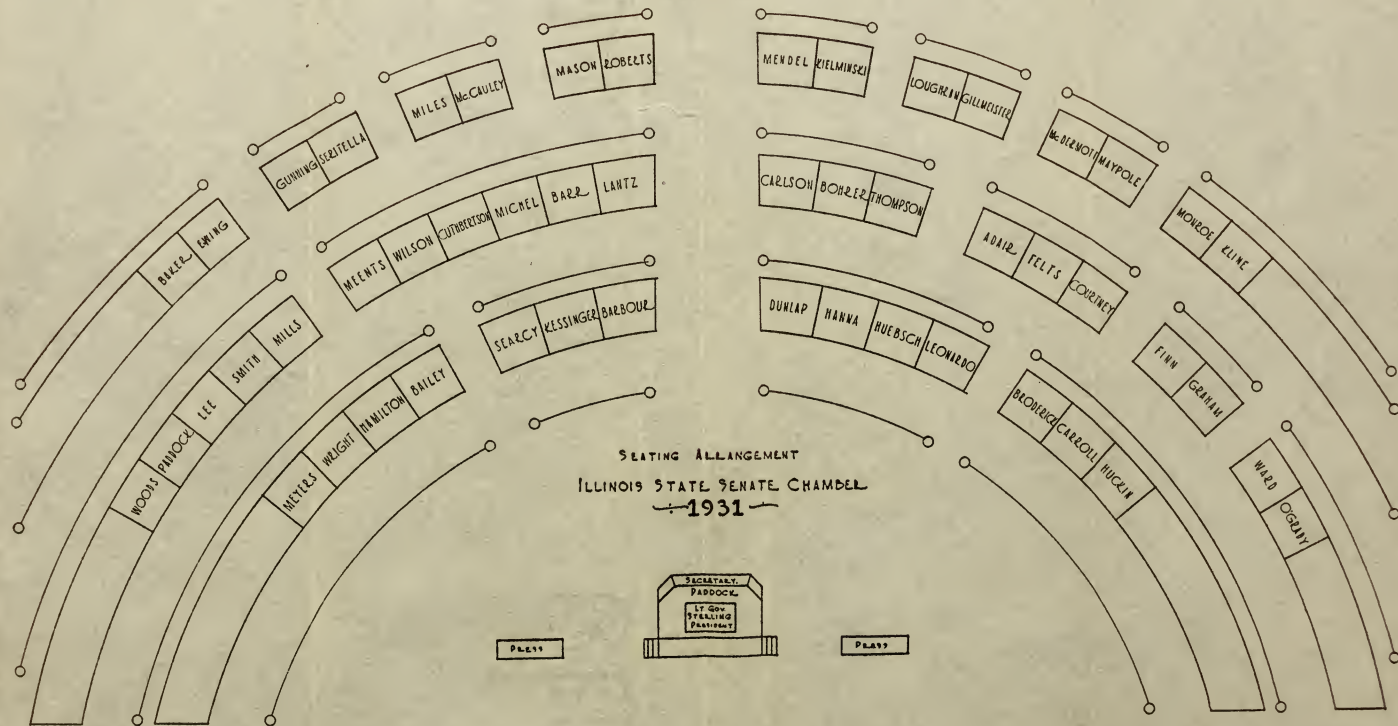 MASON ROBERTS
MENDEL KIELMINSKI
MILES McCAULEY
LOUGHRAN GILLMEISTER
GUNNING SERITELLA
McDERMOTT MAYPOLE
BAKER EWING
MONROE KLINE
MEENTS WILSON CUTHBERTSON MICHEL BARR LANTZ
CARLSON BOHRER THOMPSON
ADAIR FELTS COURTNEY
WOODS PADDOCK LEE SMITH MILLS
FINN GRAHAM
WARD O'GRADY
SEARCY KESSINGER BARBOUR
DUNLAP HANNA HUEBSCH LEONARDO
MEYERS WRIGHT HAMILTON BAILEY
BRODERICK CARROLL HUCKIN
SEATING ARRANGEMENT
ILLINOIS STATE SENATE CHAMBER
1931
SECRETARY.
PADDOCK
LT GOV
STERLING
PRESIDENT
PRESS
PRESS